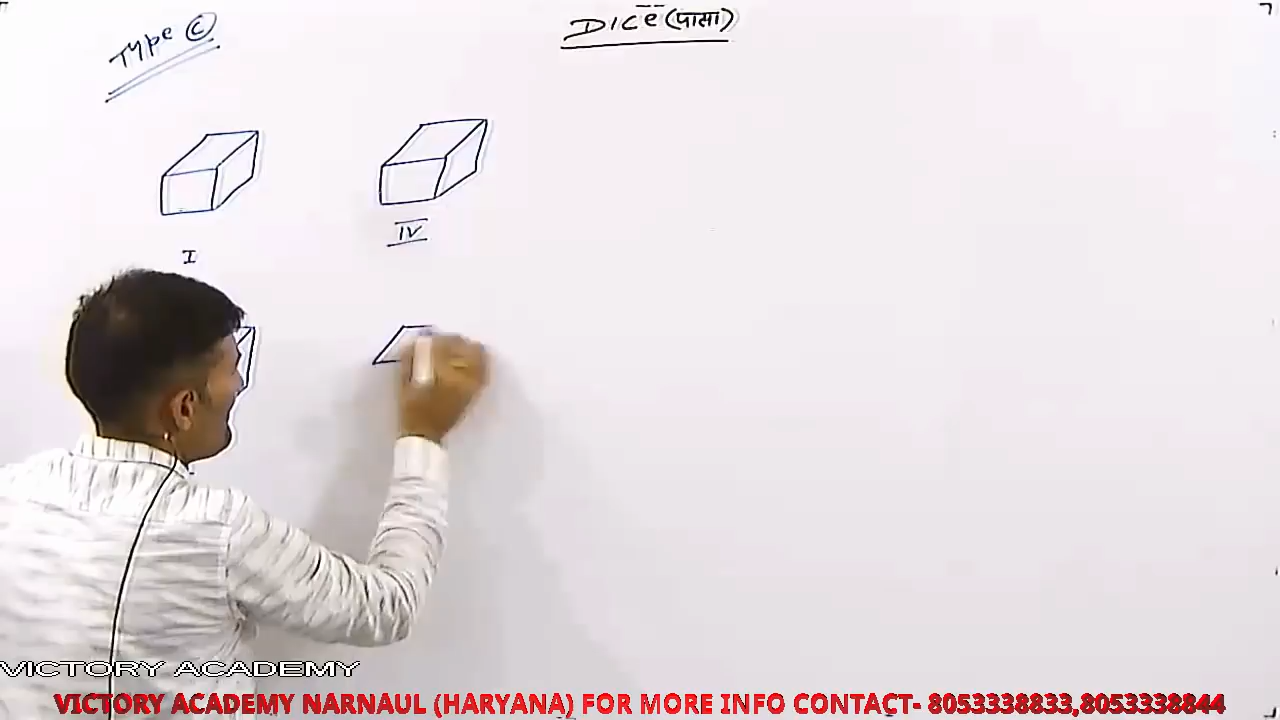 DICE (पासा)
Type ©
I
IV
VICTORY ACADEMY
VICTORY ACADEMY NARNAUL (HARYANA) FOR MORE INFO CONTACT- 8053338833,8053338844